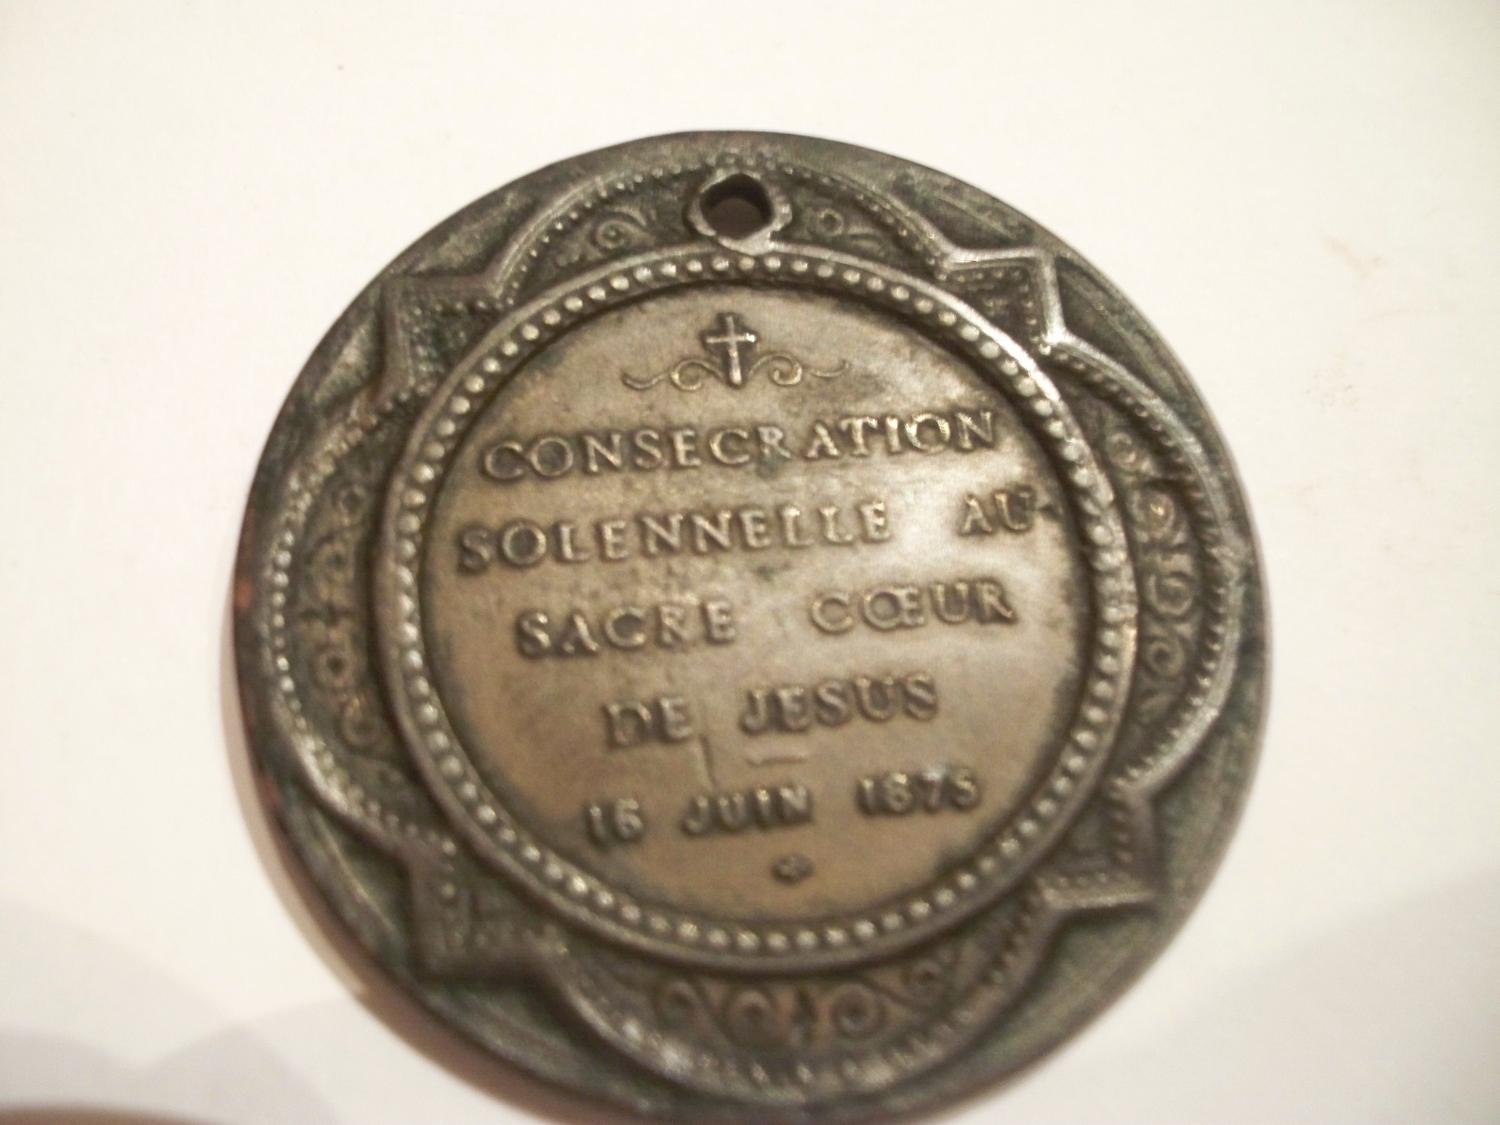 CONSECRATION
SOLENNELLE AU
SACRE CŒUR
DE JESUS
16 JUIN 1875